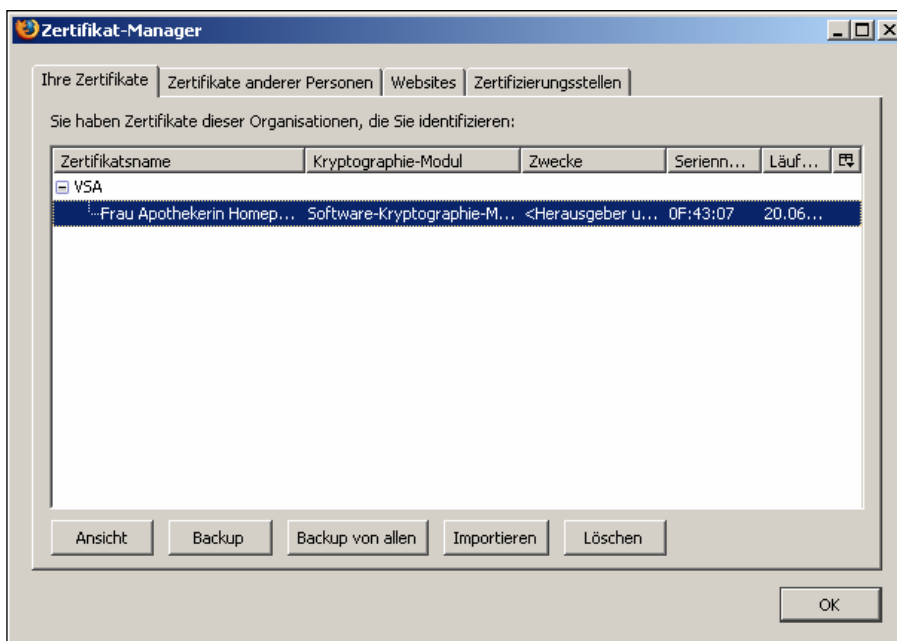 Zertifikat-Manager
Ihre Zertifikate Zertifikate anderer Personen Websites Zertifizierungsstellen
Sie haben Zertifikate dieser Organisationen, die Sie identifizieren:
Zertifikatsname Kryptographie-Modul Zwecke Serienn... Läuf...
VSA
Frau Apothekerin Homep... Software-Kryptographie-M... <Herausgeber u... 0F:43:07 20.06...
Ansicht Backup Backup von allen Importieren Löschen
OK